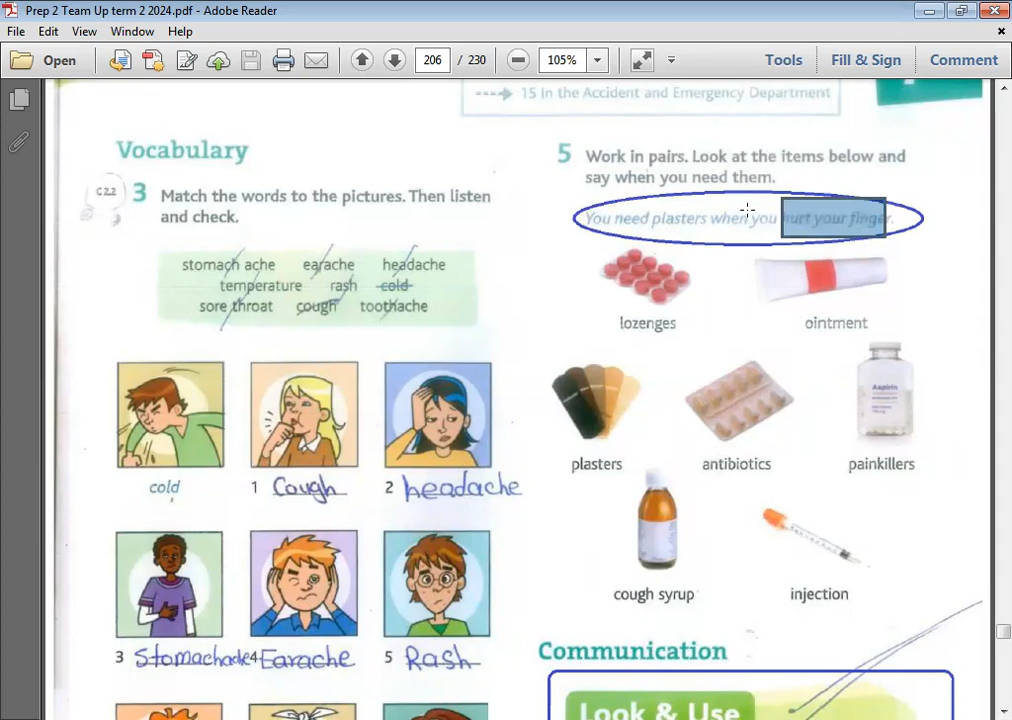 Prep 2 Team Up term 2 2024.pdf - Adobe Reader
File Edit View Window Help
Open 206 / 230 105% Tools Fill & Sign Comment
15 In the Accident and Emergency Department
Vocabulary
C22 3 Match the words to the pictures. Then listen
and check.
stomach ache earache headache
temperature rash cold
sore throat cough toothache
cold
1 Cough
2 headache
3 Stomachache
4 Earache
5 Rash
5 Work in pairs. Look at the items below and
say when you need them.
You need plasters when you hurt your finger.
lozenges ointment
plasters antibiotics painkillers
Aspirin
cough syrup injection
Communication
Look & Use